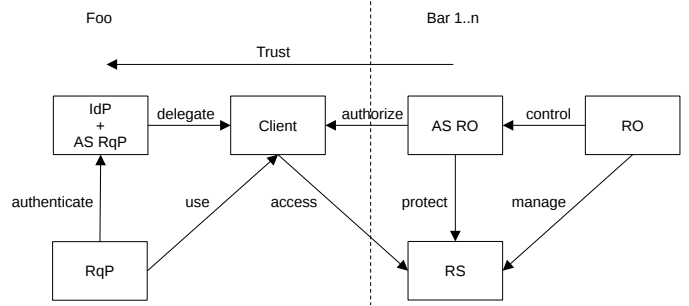 Foo
Bar 1..n
Trust
IdP
+
AS RqP
delegate
Client
authorize
AS RO
control
RO
authenticate
use
access
protect
manage
RqP
RS